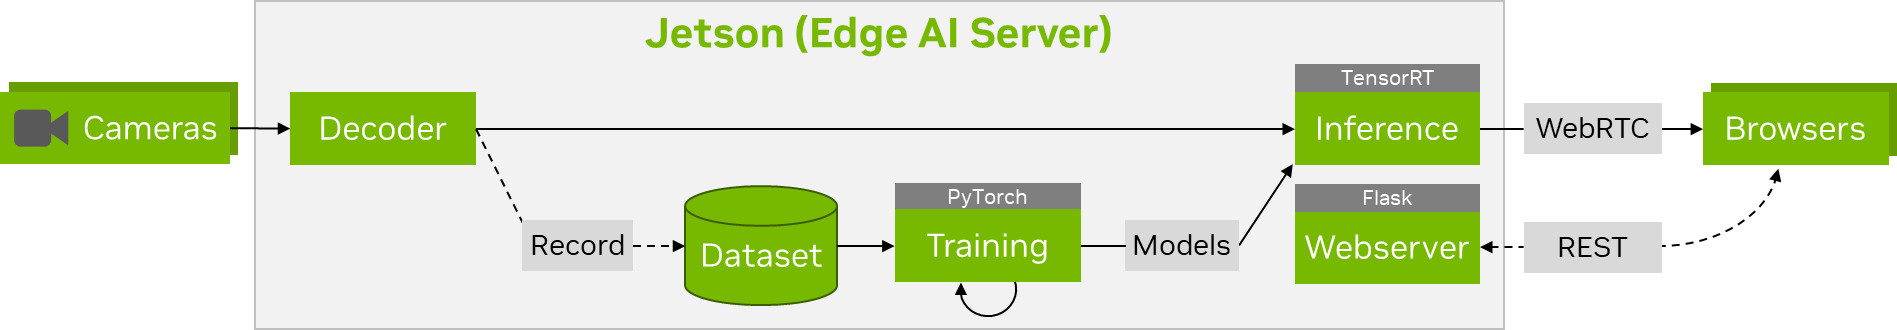 Jetson (Edge AI Server)
Cameras
Decoder
TensorRT
Inference
WebRTC
Browsers
Record
Dataset
PyTorch
Training
Models
Flask
Webserver
REST